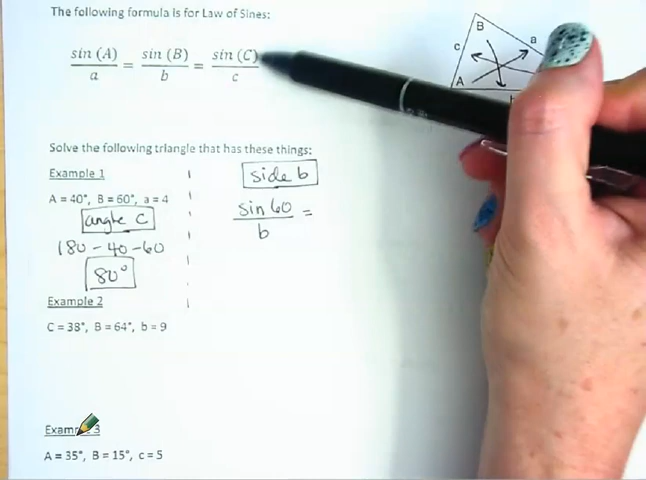 The following formula is for Law of Sines:
sin (A)/a = sin (B)/b = sin (C)/c
B
c
a
A
Solve the following triangle that has these things:
Example 1
A = 40°, B = 60°, a = 4
angle C
180 - 40 - 60
80°
side b
sin 60/b =
Example 2
C = 38°, B = 64°, b = 9
3
A = 35°, B = 15°, c = 5